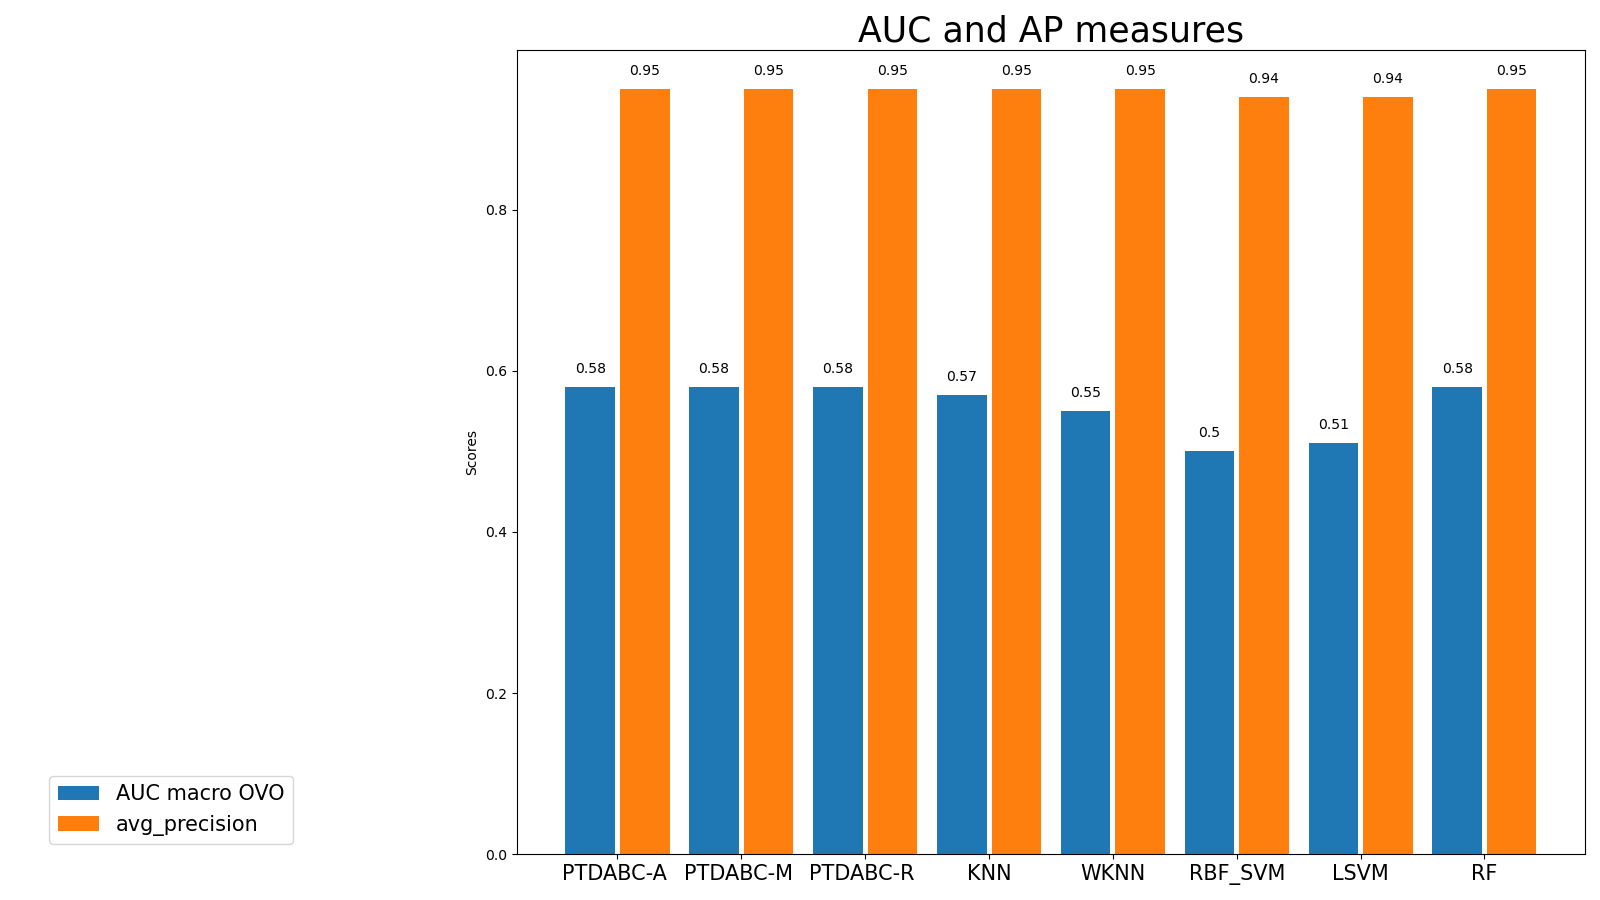 AUC and AP measures
0.95 0.95 0.95 0.95 0.95 0.94 0.94 0.95
0.58 0.58 0.58 0.57 0.55 0.5 0.51 0.58
Scores
0.8
0.6
0.4
0.2
0.0
PTDABC-A PTDABC-M PTDABC-R KNN WKNN RBF_SVM LSVM RF
AUC macro OVO
avg_precision